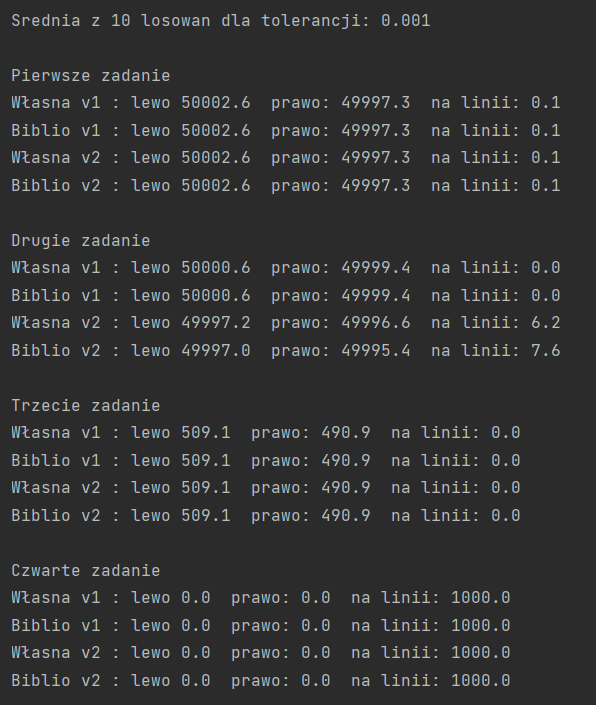 Srednia z 10 losowan dla tolerancji: 0.001
Pierwsze zadanie
Własna v1 : lewo 50002.6 prawo: 49997.3 na linii: 0.1
Biblio v1 : lewo 50002.6 prawo: 49997.3 na linii: 0.1
Własna v2 : lewo 50002.6 prawo: 49997.3 na linii: 0.1
Biblio v2 : lewo 50002.6 prawo: 49997.3 na linii: 0.1
Drugie zadanie
Własna v1 : lewo 50000.6 prawo: 49999.4 na linii: 0.0
Biblio v1 : lewo 50000.6 prawo: 49999.4 na linii: 0.0
Własna v2 : lewo 49997.2 prawo: 49996.6 na linii: 6.2
Biblio v2 : lewo 49997.0 prawo: 49995.4 na linii: 7.6
Trzecie zadanie
Własna v1 : lewo 509.1 prawo: 490.9 na linii: 0.0
Biblio v1 : lewo 509.1 prawo: 490.9 na linii: 0.0
Własna v2 : lewo 509.1 prawo: 490.9 na linii: 0.0
Biblio v2 : lewo 509.1 prawo: 490.9 na linii: 0.0
Czwarte zadanie
Własna v1 : lewo 0.0 prawo: 0.0 na linii: 1000.0
Biblio v1 : lewo 0.0 prawo: 0.0 na linii: 1000.0
Własna v2 : lewo 0.0 prawo: 0.0 na linii: 1000.0
Biblio v2 : lewo 0.0 prawo: 0.0 na linii: 1000.0